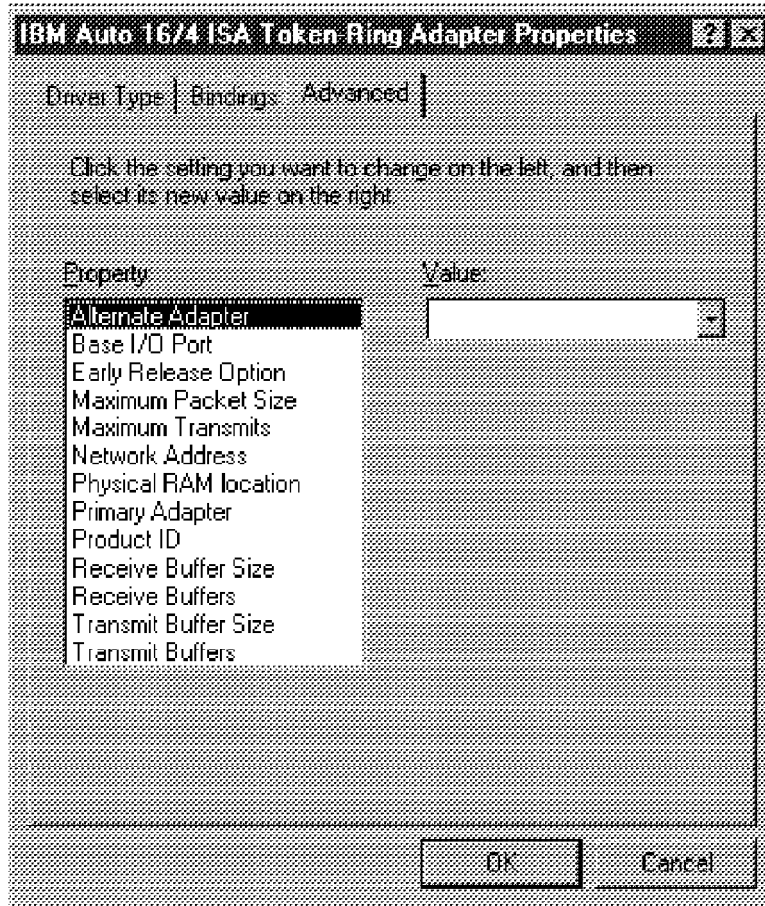 IBM Auto 16/4 ISA Token Ring Adapter Properties
Driver Type Bindings Advanced
Click the setting you want to change on the left, and then
select its new value on the right.
Property: Value:
Alternate Adapter
Base I/O Port
Early Release Option
Maximum Packet Size
Maximum Transmits
Network Address
Physical RAM location
Primary Adapter
Product ID
Receive Buffer Size
Receive Buffers
Transmit Buffer Size
Transmit Buffers
OK Cancel